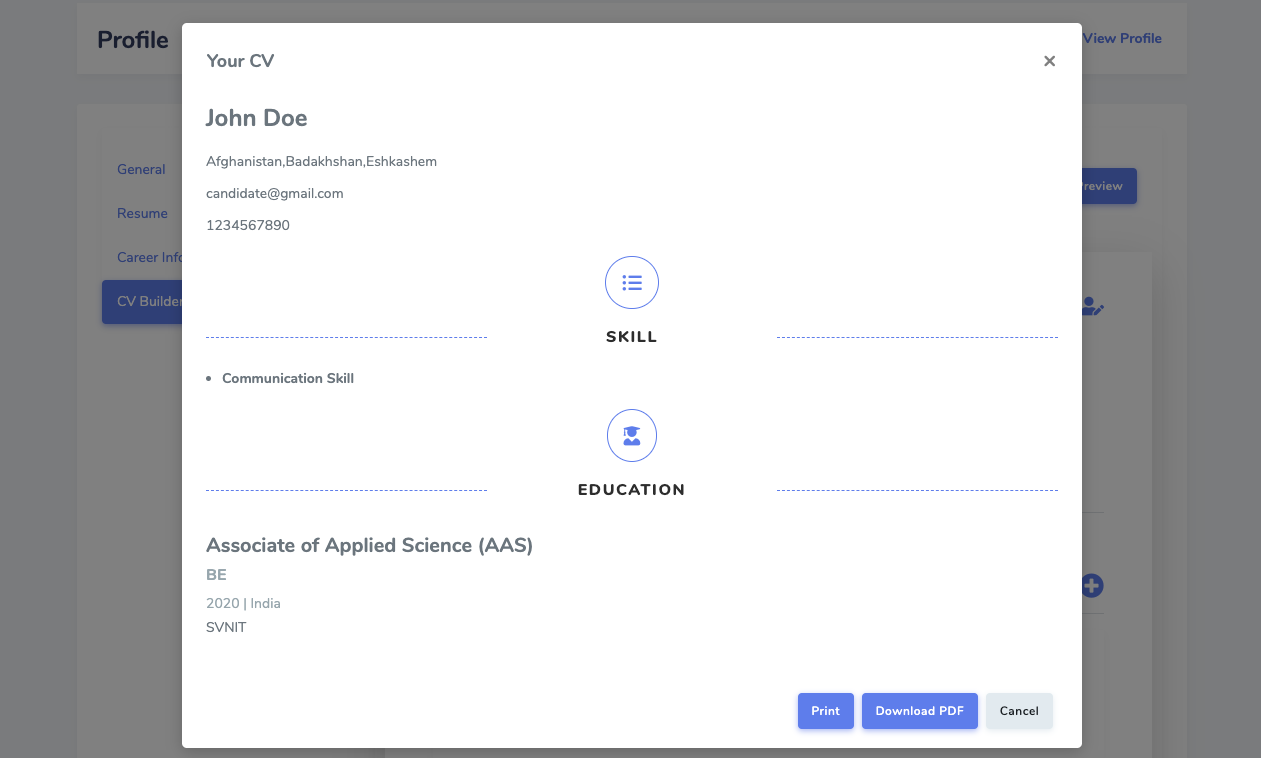 Profile
View Profile
Your CV
×
John Doe
Afghanistan,Badakhshan,Eshkashem
candidate@gmail.com
1234567890
General
Resume
Career Info
CV Builder
Preview
SKILL
• Communication Skill
EDUCATION
Associate of Applied Science (AAS)
BE
2020 | India
SVNIT
Print
Download PDF
Cancel